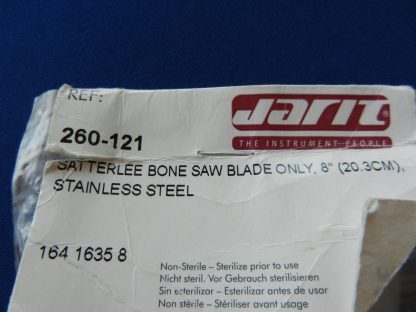 REF:
Jarit®
260-121
THE INSTRUMENT PEOPLE
SATTERLEE BONE SAW BLADE ONLY, 8" (20.3CM),
STAINLESS STEEL
164 1635 8
Non-Sterile – Sterilize prior to use
Nicht steril. Vor Gebrauch sterilisieren
Sin esterilizar – Esterilizar antes de usar
Non stérile – Stériliser avant usage